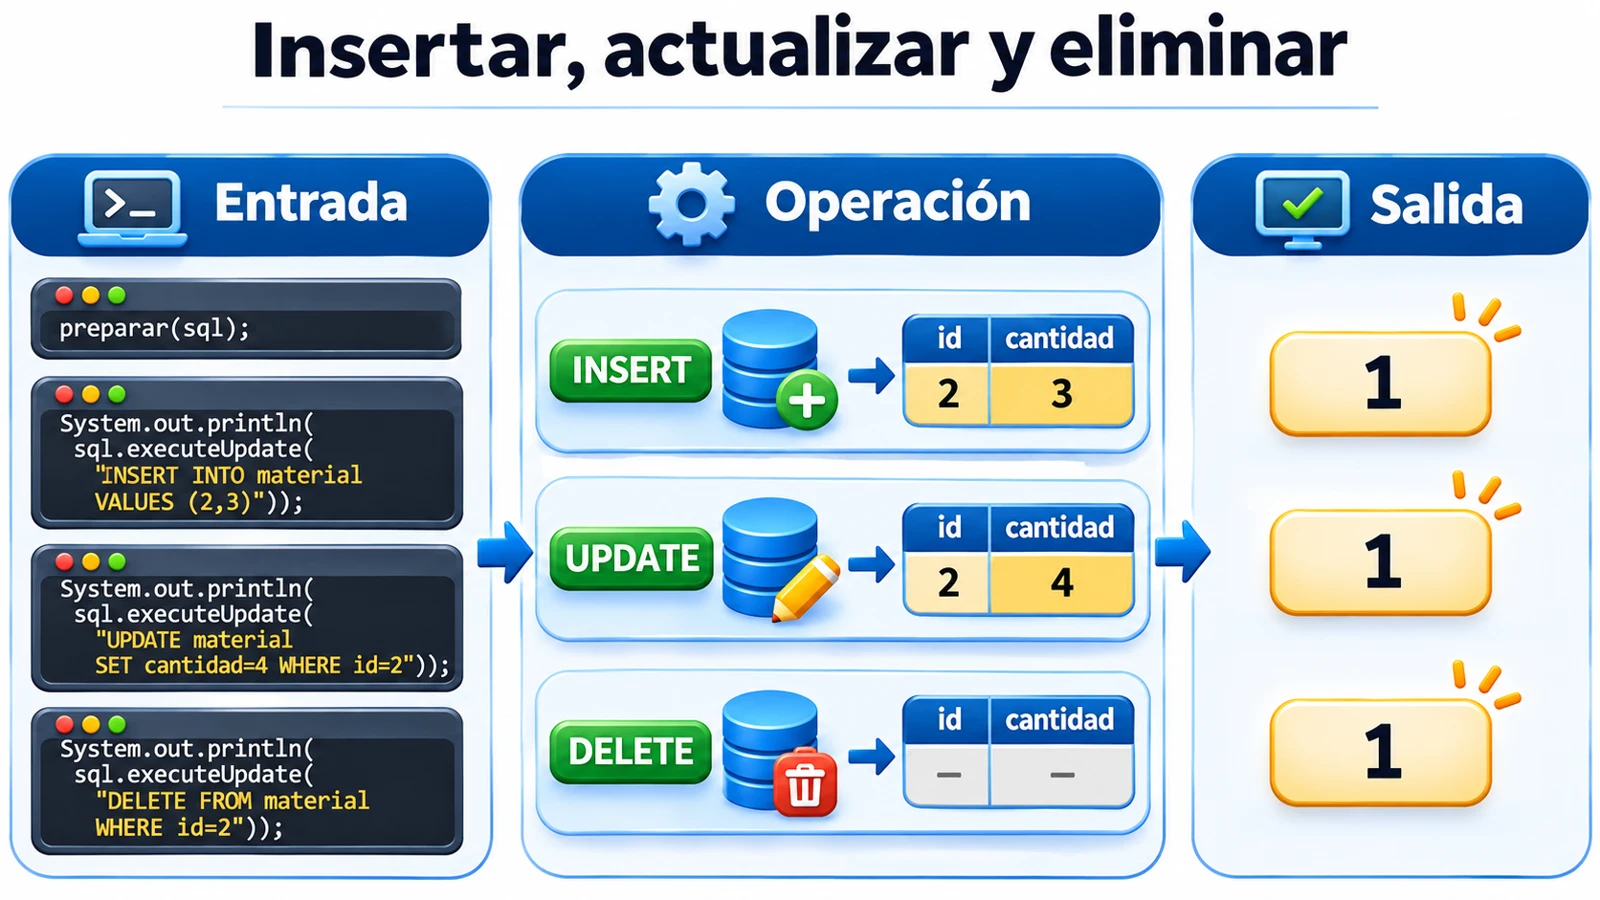 Insertar, actualizar y eliminar
Entrada
preparar(sql);
System.out.println(
sql.executeUpdate(
"INSERT INTO material
VALUES (2,3)"));
System.out.println(
sql.executeUpdate(
"UPDATE material
SET cantidad=4 WHERE id=2"));
System.out.println(
sql.executeUpdate(
"DELETE FROM material
WHERE id=2"));
Operación
INSERT
id cantidad
2 3
UPDATE
id cantidad
2 4
DELETE
id cantidad
– –
Salida
1
1
1